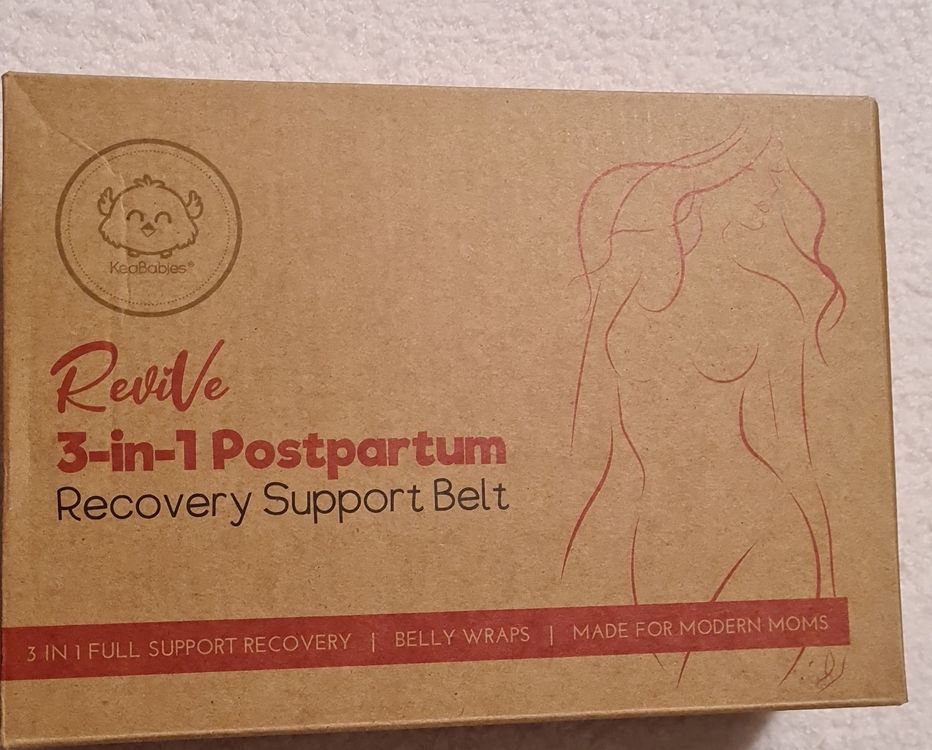 KeaBabies®
ReviVe
3-in-1 Postpartum
Recovery Support Belt
3 IN 1 FULL SUPPORT RECOVERY | BELLY WRAPS | MADE FOR MODERN MOMS